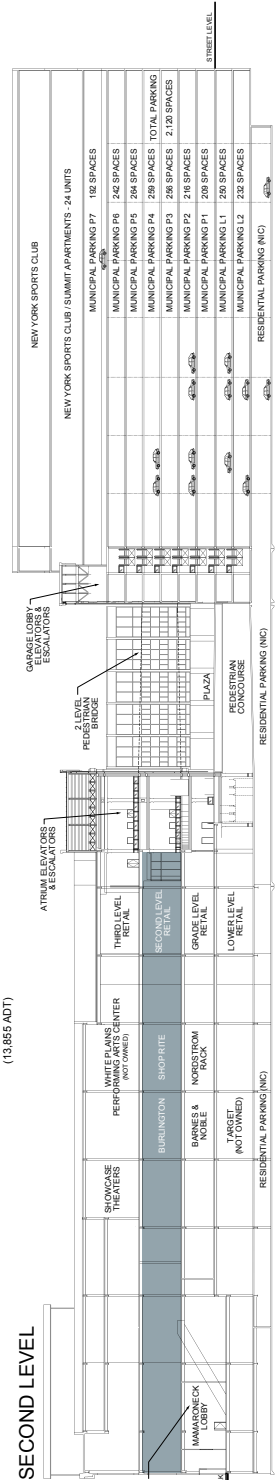 SECOND LEVEL
(13,855 ADT)
ATRIUM ELEVATORS
& ESCALATORS
GARAGE LOBBY
ELEVATORS &
ESCALATORS
2 LEVEL
PEDESTRIAN
BRIDGE
NEW YORK SPORTS CLUB
NEW YORK SPORTS CLUB / SUMMIT APARTMENTS - 24 UNITS
MUNICIPAL PARKING P7 192 SPACES
MUNICIPAL PARKING P6 242 SPACES
MUNICIPAL PARKING P5 264 SPACES
MUNICIPAL PARKING P4 259 SPACES
MUNICIPAL PARKING P3 256 SPACES
MUNICIPAL PARKING P2 216 SPACES
MUNICIPAL PARKING P1 209 SPACES
MUNICIPAL PARKING L1 250 SPACES
MUNICIPAL PARKING L2 232 SPACES
TOTAL PARKING
2,120 SPACES
STREET LEVEL
RESIDENTIAL PARKING (NIC)
SHOWCASE
THEATERS
WHITE PLAINS
PERFORMING ARTS CENTER
(NOT OWNED)
THIRD LEVEL
RETAIL
BURLINGTON
SHOP RITE
SECOND LEVEL
RETAIL
BARNES &
NOBLE
NORDSTROM
RACK
GRADE LEVEL
RETAIL
PLAZA
MAMARONECK
LOBBY
TARGET
(NOT OWNED)
LOWER LEVEL
RETAIL
PEDESTRIAN
CONCOURSE
RESIDENTIAL PARKING (NIC)
RESIDENTIAL PARKING (NIC)